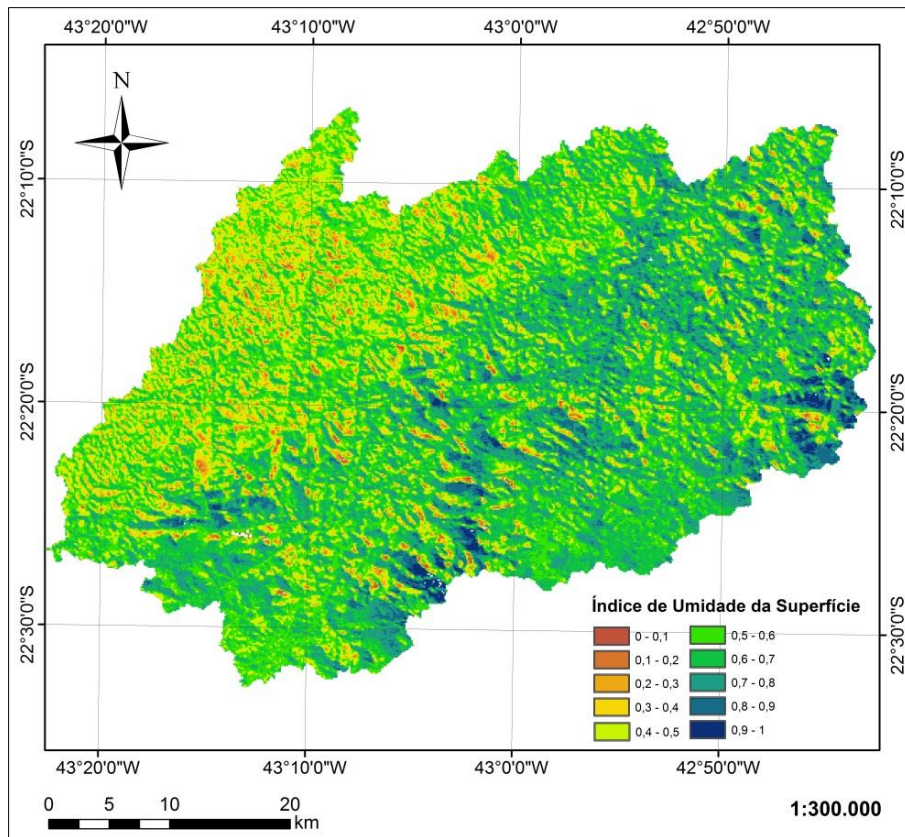 43°20'0"W 43°10'0"W 43°0'0"W 42°50'0"W
N
22°10'0"S 22°10'0"S
22°20'0"S 22°20'0"S
22°30'0"S 22°30'0"S
Índice de Umidade da Superfície
0 - 0,1
0,1 - 0,2
0,2 - 0,3
0,3 - 0,4
0,4 - 0,5
0,5 - 0,6
0,6 - 0,7
0,7 - 0,8
0,8 - 0,9
0,9 - 1
43°20'0"W 43°10'0"W 43°0'0"W 42°50'0"W
0 5 10 20
km
1:300.000